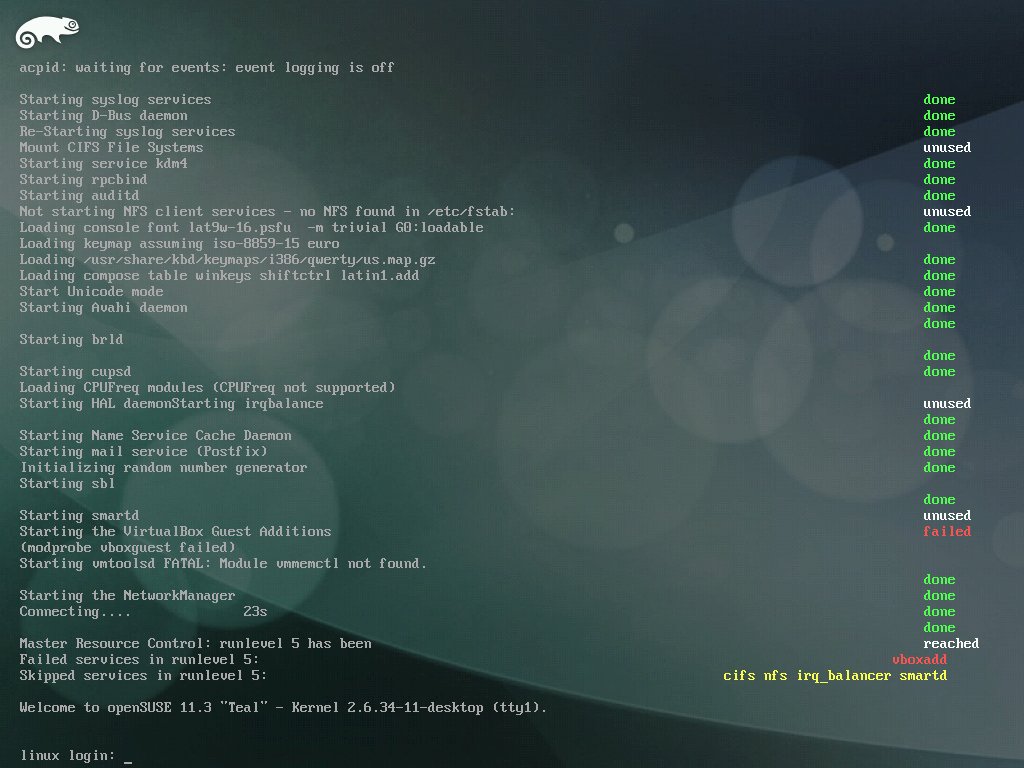 acpid: waiting for events: event logging is off
Starting syslog services done
Starting D-Bus daemon done
Re-Starting syslog services done
Mount CIFS File Systems unused
Starting service kdm4 done
Starting rpcbind done
Starting auditd done
Not starting NFS client services - no NFS found in /etc/fstab: unused
Loading console font lat9w-16.psfu  -m trivial G0:loadable done
Loading keymap assuming iso-8859-15 euro
Loading /usr/share/kbd/keymaps/i386/qwerty/us.map.gz done
Loading compose table winkeys shiftctrl latin1.add done
Start Unicode mode done
Starting Avahi daemon done
done
Starting brld
done
Starting cupsd done
Loading CPUFreq modules (CPUFreq not supported)
Starting HAL daemonStarting irqbalance unused
done
Starting Name Service Cache Daemon done
Starting mail service (Postfix) done
Initializing random number generator done
Starting sbl
done
Starting smartd unused
Starting the VirtualBox Guest Additions failed
(modprobe vboxguest failed)
Starting vmtoolsd FATAL: Module vmmemctl not found.
done
Starting the NetworkManager done
Connecting.... 23s done
done
Master Resource Control: runlevel 5 has been reached
Failed services in runlevel 5: vboxadd
Skipped services in runlevel 5: cifs nfs irq_balancer smartd
Welcome to openSUSE 11.3 "Teal" - Kernel 2.6.34-11-desktop (tty1).
linux login: _